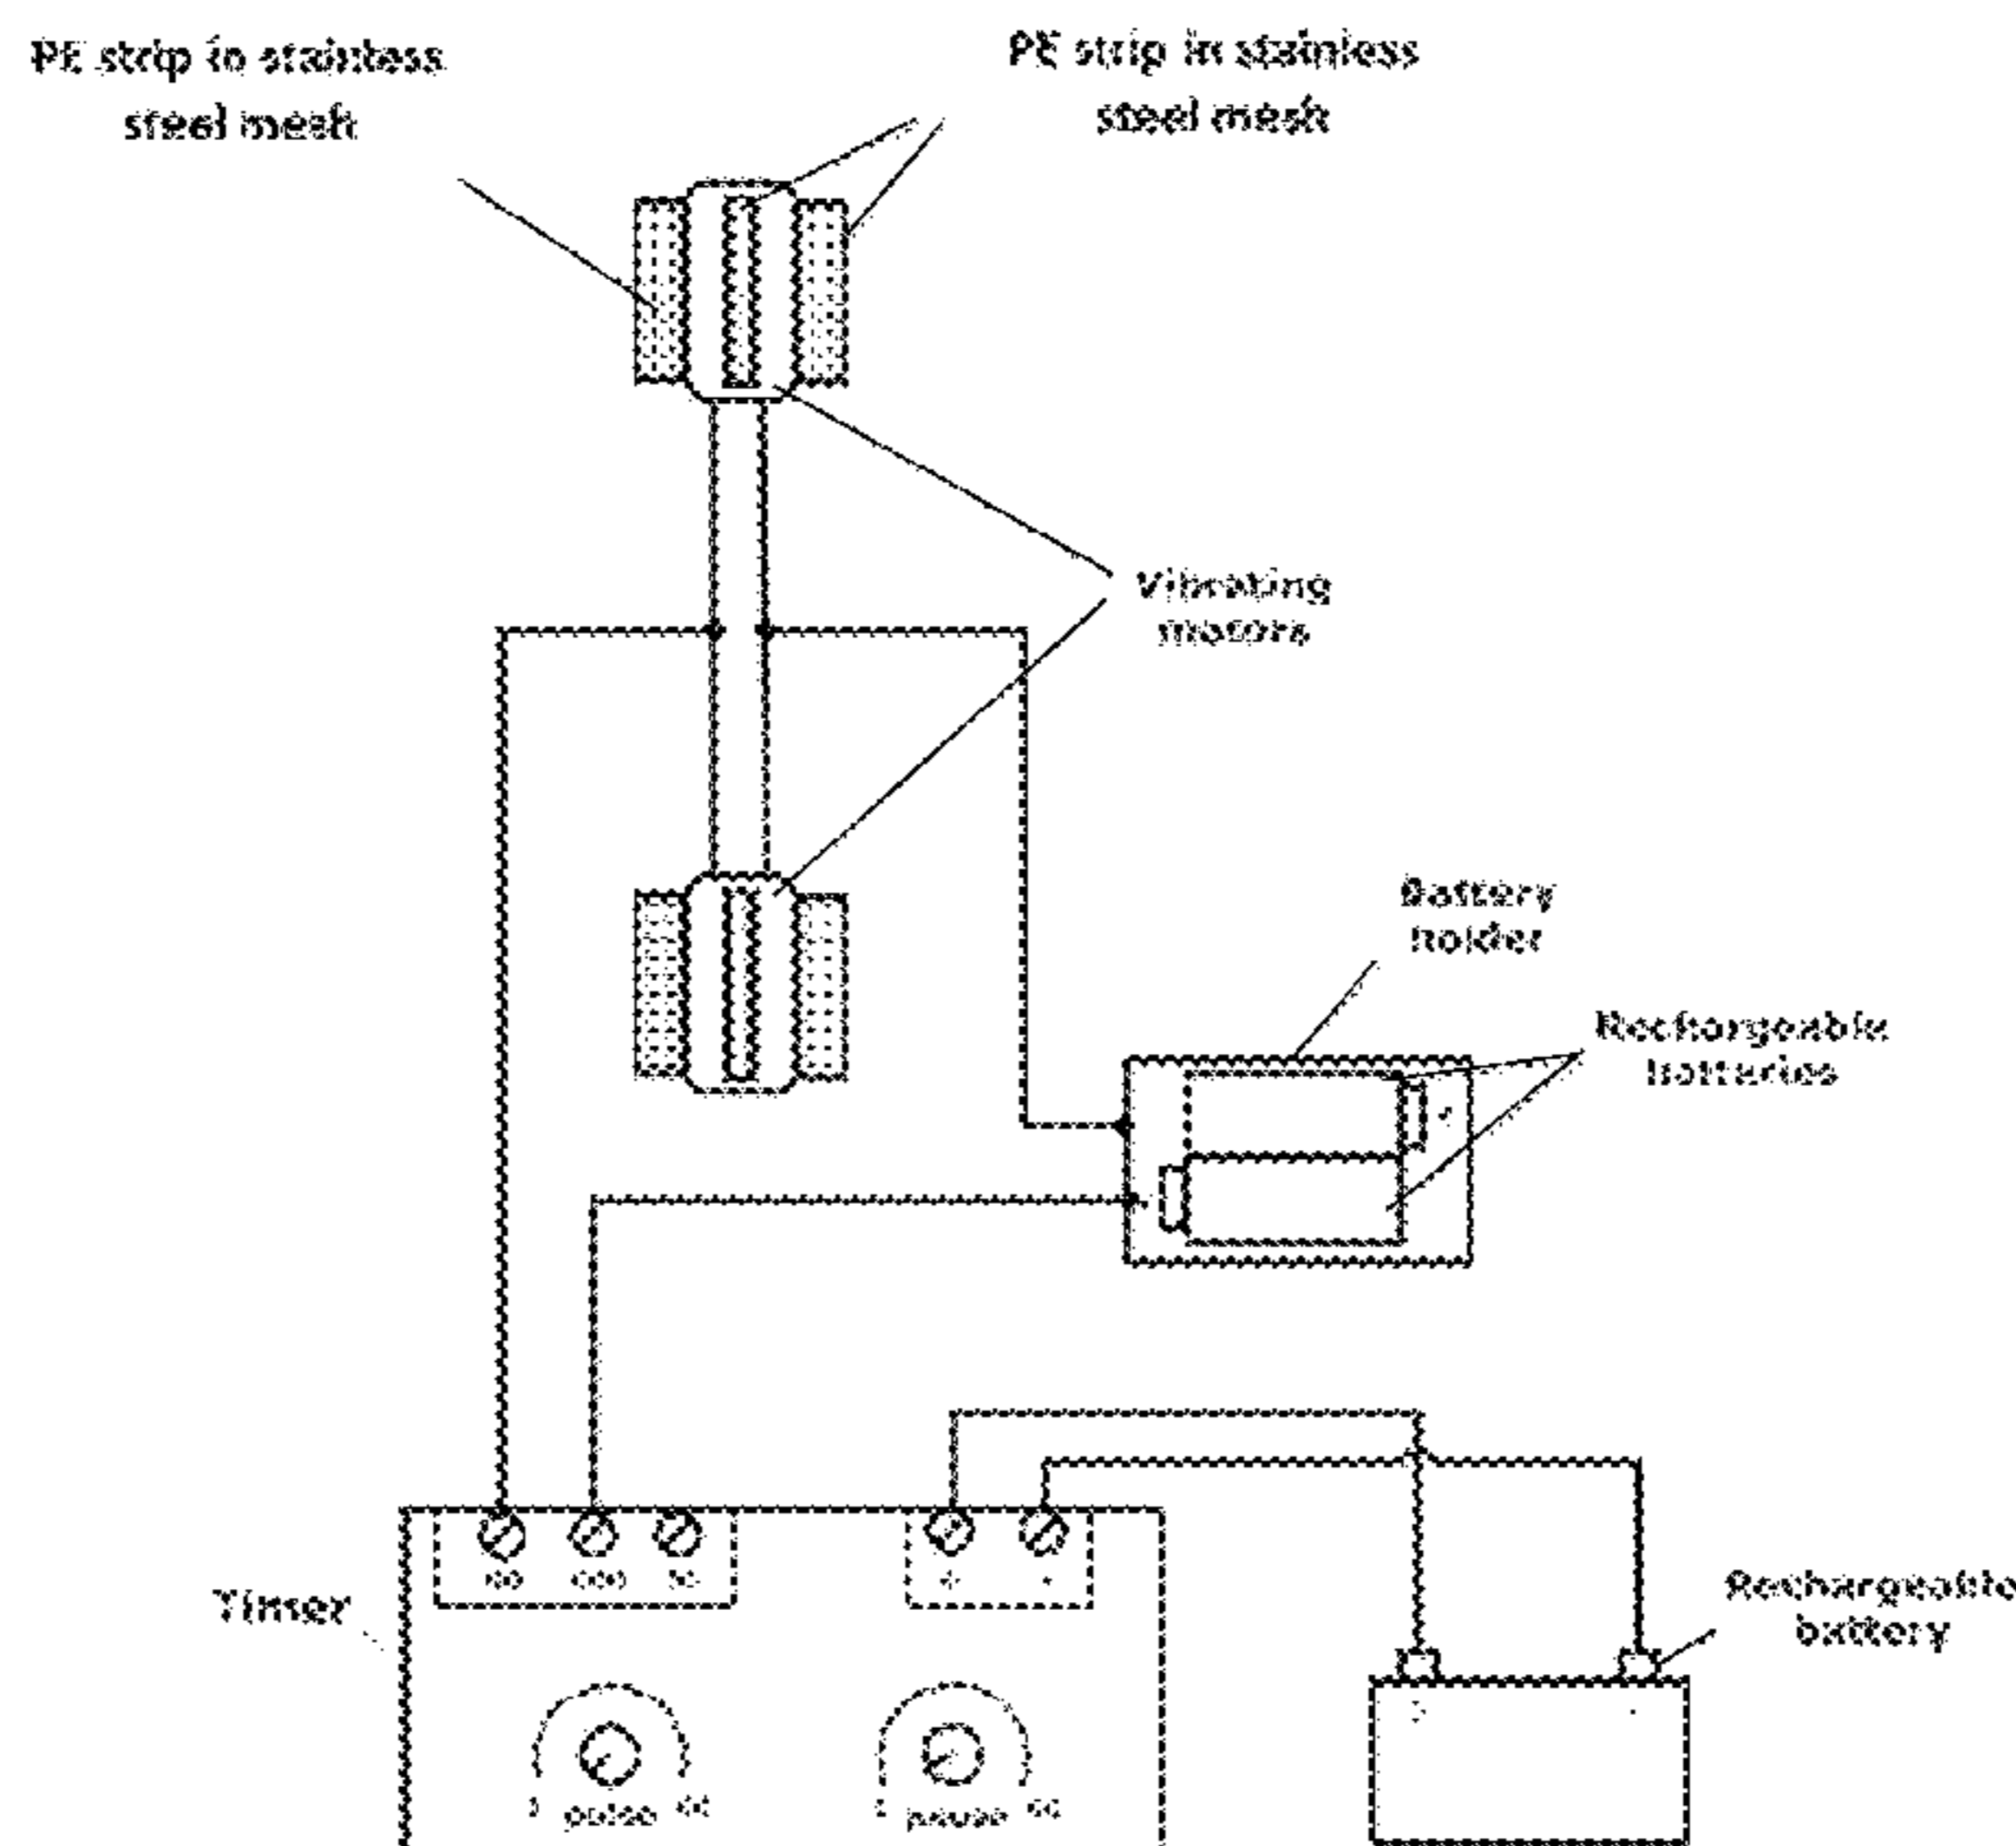 PE strip in stainless
steel mesh
PE strip in stainless
steel mesh
Vibrating
motors
Battery
holder
Rechargeable
batteries
Timer
Rechargeable
battery
pulse
pause